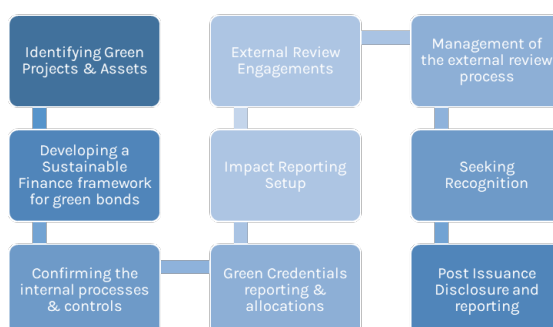 Identifying Green
Projects & Assets
Developing a
Sustainable
Finance framework
for green bonds
Confirming the
internal processes
& controls
Green Credentials
reporting &
allocations
Impact Reporting
Setup
External Review
Engagements
Management of
the external review
process
Seeking
Recognition
Post Issuance
Disclosure and
reporting